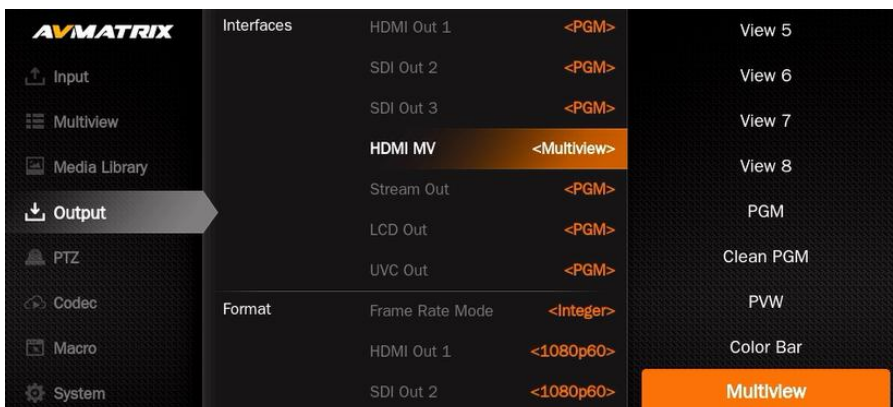 AVMATRIX
Input
Multiview
Media Library
Output
PTZ
Codec
Macro
System
Interfaces
HDMI Out 1 <PGM>
SDI Out 2 <PGM>
SDI Out 3 <PGM>
HDMI MV <Multiview>
Stream Out <PGM>
LCD Out <PGM>
UVC Out <PGM>
Format
Frame Rate Mode <Integer>
HDMI Out 1 <1080p60>
SDI Out 2 <1080p60>
View 5
View 6
View 7
View 8
PGM
Clean PGM
PVW
Color Bar
Multiview